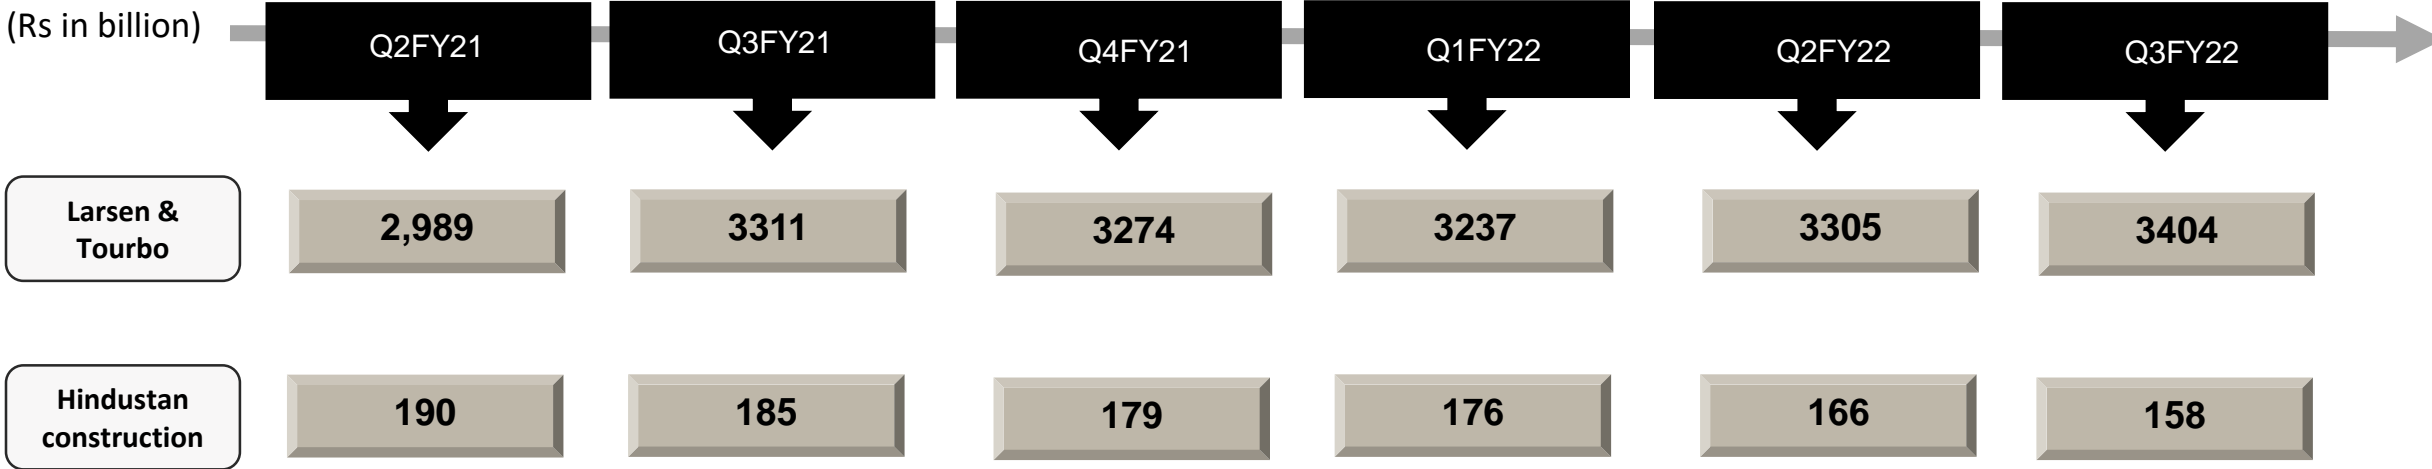 (Rs in billion)
Q2FY21
Q3FY21
Q4FY21
Q1FY22
Q2FY22
Q3FY22
Larsen &
Tourbo
2,989
3311
3274
3237
3305
3404
Hindustan
construction
190
185
179
176
166
158